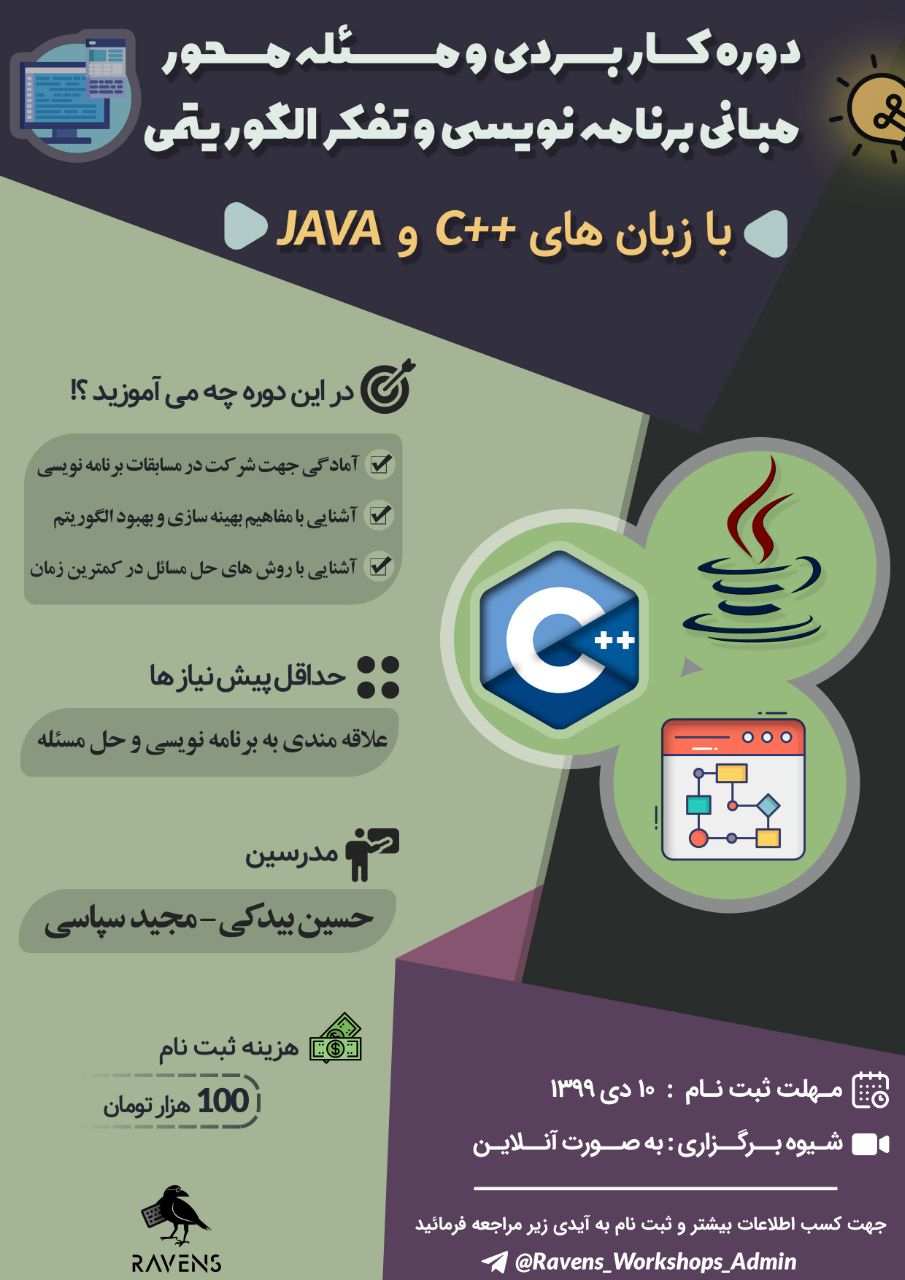 دوره کاربردی و مسئله محور
مبانی برنامه نویسی و تفکر الگوریتمی
با زبان های C++ و JAVA
در این دوره چه می آموزید ؟!
آمادگی جهت شرکت در مسابقات برنامه نویسی
آشنایی با مفاهیم بهینه سازی و بهبود الگوریتم
آشنایی با روش های حل مسائل در کمترین زمان
C++
حداقل پیش نیاز ها
علاقه مندی به برنامه نویسی و حل مسئله
مدرسین
حسین بیدکی - مجید سپاسی
هزینه ثبت نام
100 هزار تومان
RAVENS
مهلت ثبت نام : ۱۰ دی ۱۳۹۹
شیوه برگزاری : به صورت آنلاین
جهت کسب اطلاعات بیشتر و ثبت نام به آیدی زیر مراجعه فرمائید
@Ravens_Workshops_Admin